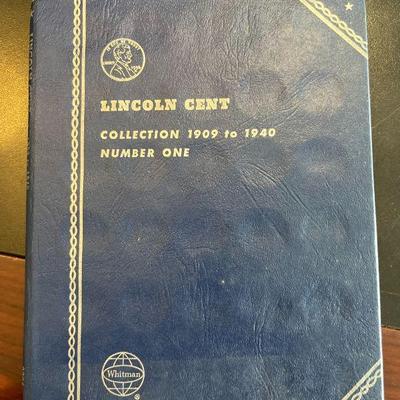 LINCOLN CENT
COLLECTION 1909 to 1940
NUMBER ONE
Whitman
®